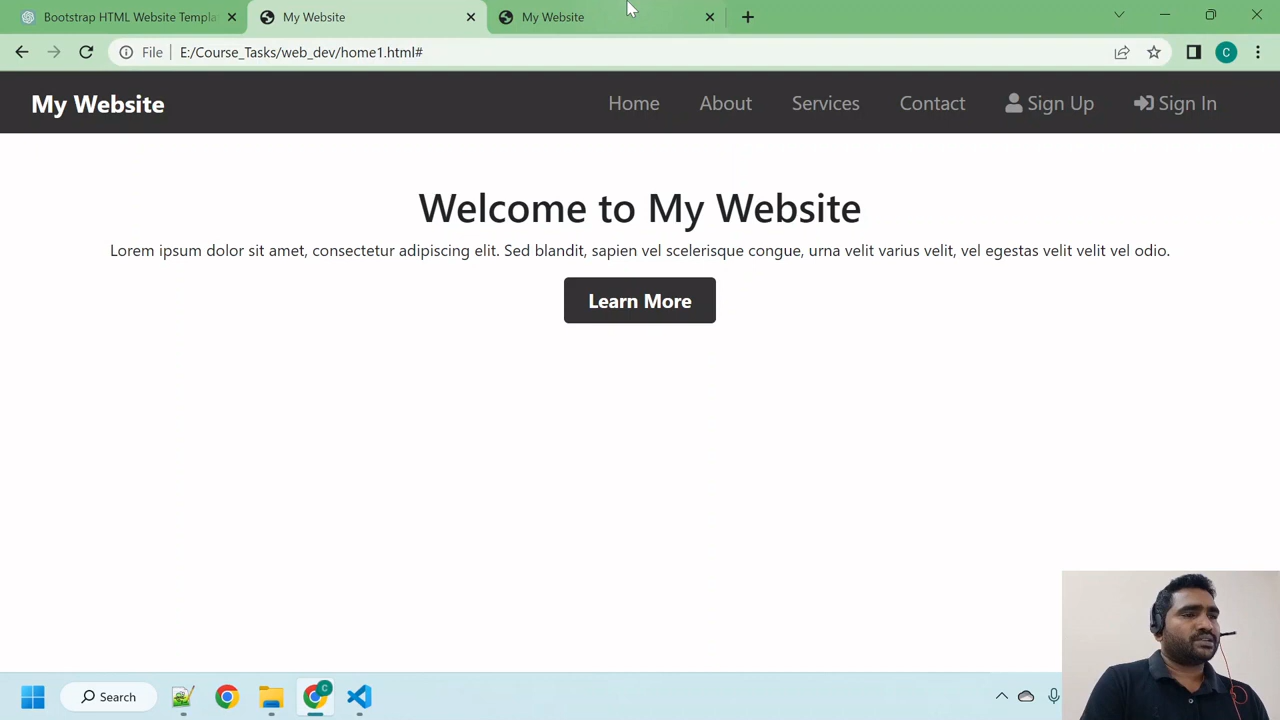 Bootstrap HTML Website Templa
My Website
My Website
File
E:/Course_Tasks/web_dev/home1.html#
C
My Website
Home
About
Services
Contact
Sign Up
Sign In
Welcome to My Website
Lorem ipsum dolor sit amet, consectetur adipiscing elit. Sed blandit, sapien vel scelerisque congue, urna velit varius velit, vel egestas velit velit vel odio.
Learn More
Search
C